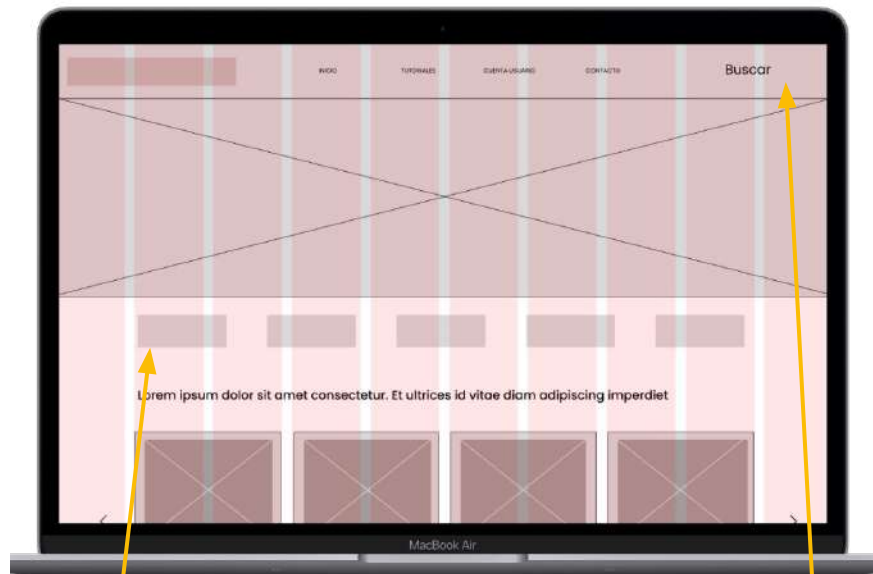 INICIO
TUTORIALES
CUENTA USUARIO
CONTACTO
Buscar
Lorem ipsum dolor sit amet consectetur. Et ultrices id vitae diam adipiscing imperdiet
MacBook Air